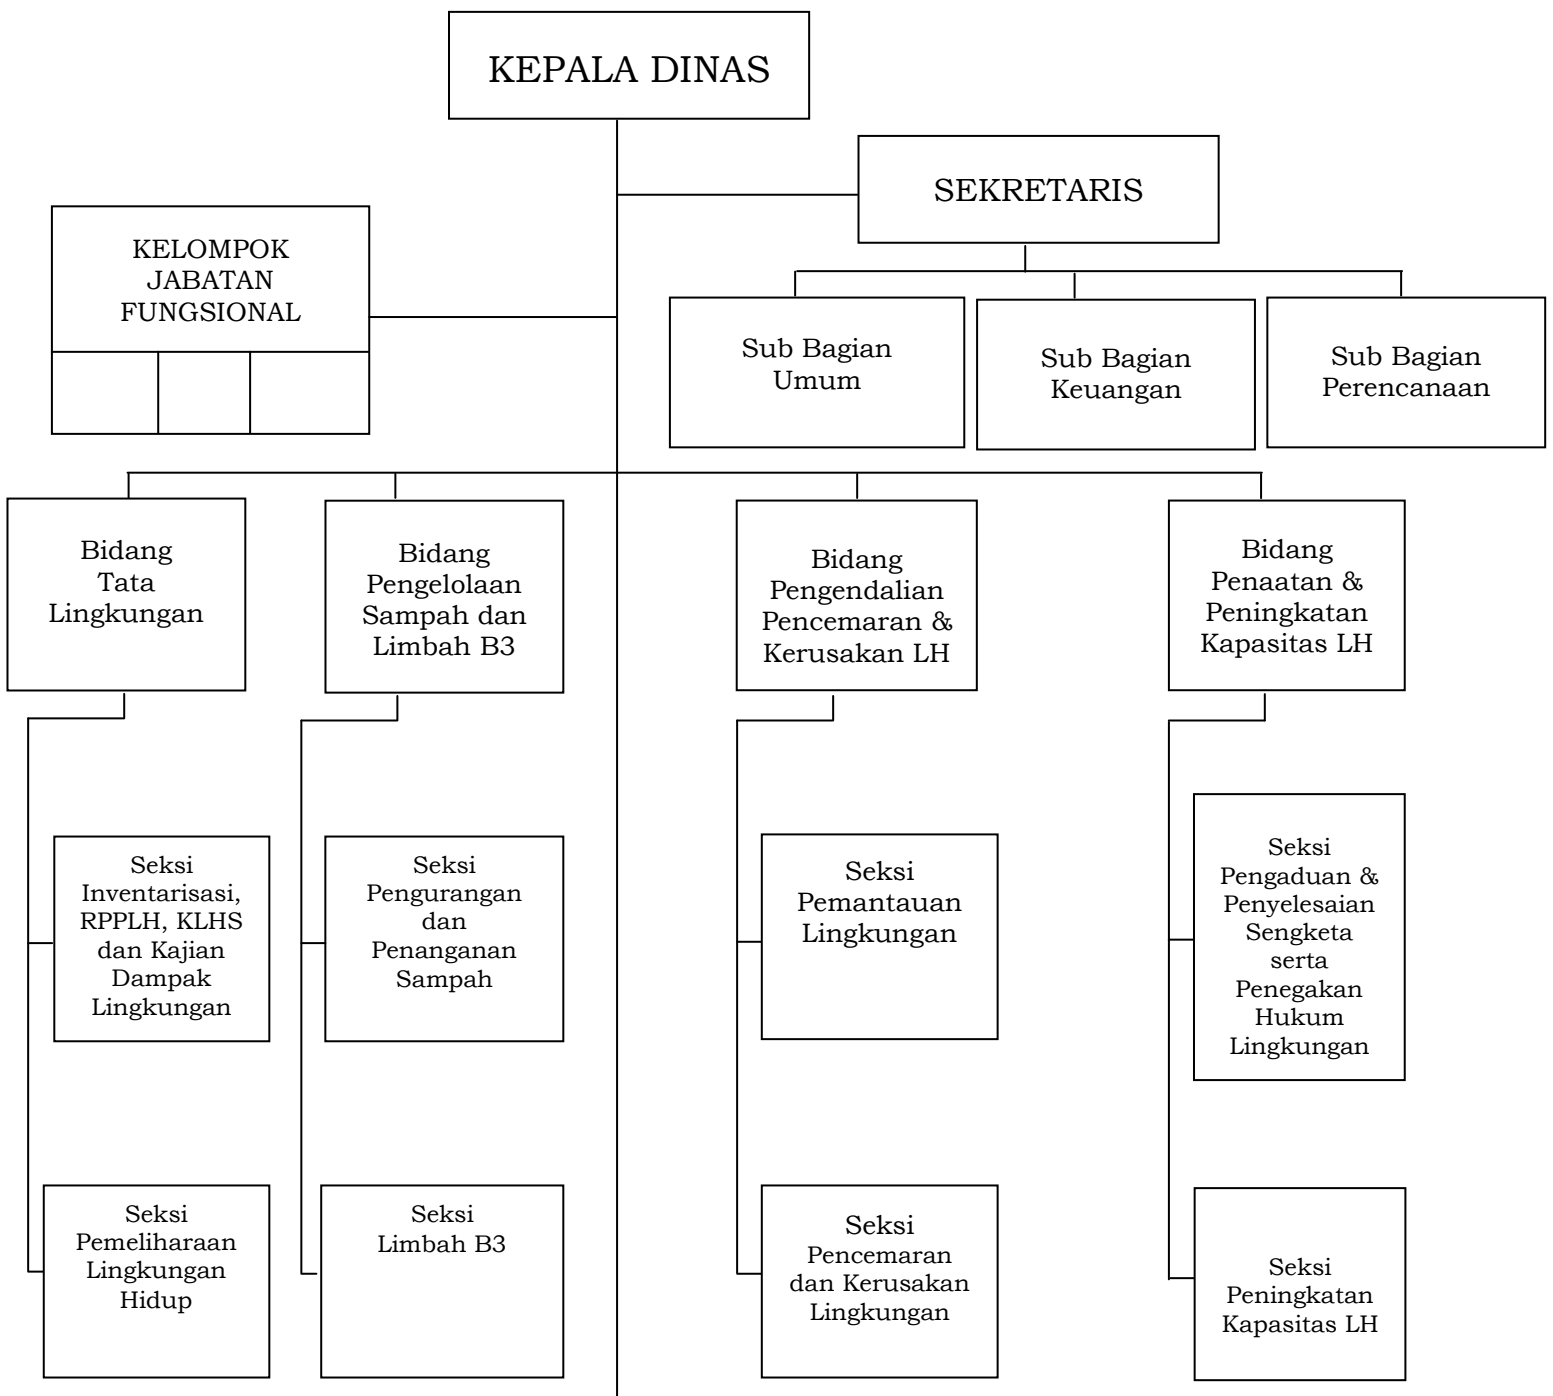 KEPALA DINAS
SEKRETARIS
KELOMPOK
JABATAN
FUNGSIONAL
Sub Bagian
Umum
Sub Bagian
Keuangan
Sub Bagian
Perencanaan
Bidang
Tata
Lingkungan
Bidang
Pengelolaan
Sampah dan
Limbah B3
Bidang
Pengendalian
Pencemaran &
Kerusakan LH
Bidang
Penaatan &
Peningkatan
Kapasitas LH
Seksi
Inventarisasi,
RPPLH, KLHS
dan Kajian
Dampak
Lingkungan
Seksi
Pengurangan
dan
Penanganan
Sampah
Seksi
Pemantauan
Lingkungan
Seksi
Pengaduan &
Penyelesaian
Sengketa
serta
Penegakan
Hukum
Lingkungan
Seksi
Pemeliharaan
Lingkungan
Hidup
Seksi
Limbah B3
Seksi
Pencemaran
dan Kerusakan
Lingkungan
Seksi
Peningkatan
Kapasitas LH